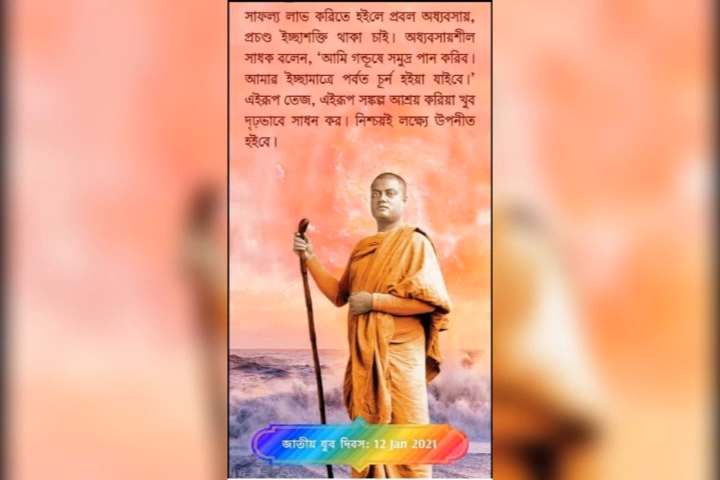 সাফল্য লাভ করিতে হইলে প্রবল অধ্যবসায়,
প্রচণ্ড ইচ্ছাশক্তি থাকা চাই। অধ্যবসায়শীল
সাধক বলেন, ‘আমি গন্ডূষে সমুদ্র পান করিব।
আমার ইচ্ছামাত্রে পর্বত চূর্ন হইয়া যাইবে।’
এইরূপ তেজ, এইরূপ সঙ্কল্প আশ্রয় করিয়া খুব
দৃঢ়ভাবে সাধন কর। নিশ্চয়ই লক্ষ্যে উপনীত
হইবে।
জাতীয় যুব দিবস: 12 Jan 2021